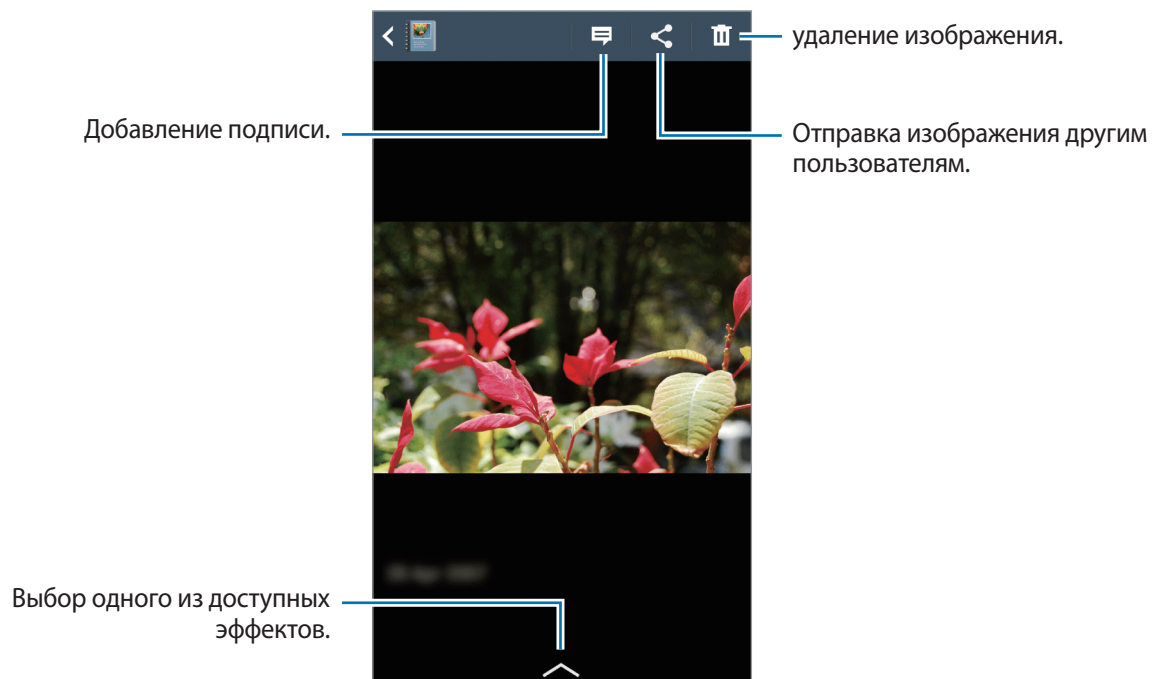 удаление изображения.
Добавление подписи.
Отправка изображения другим
пользователям.
Выбор одного из доступных
эффектов.